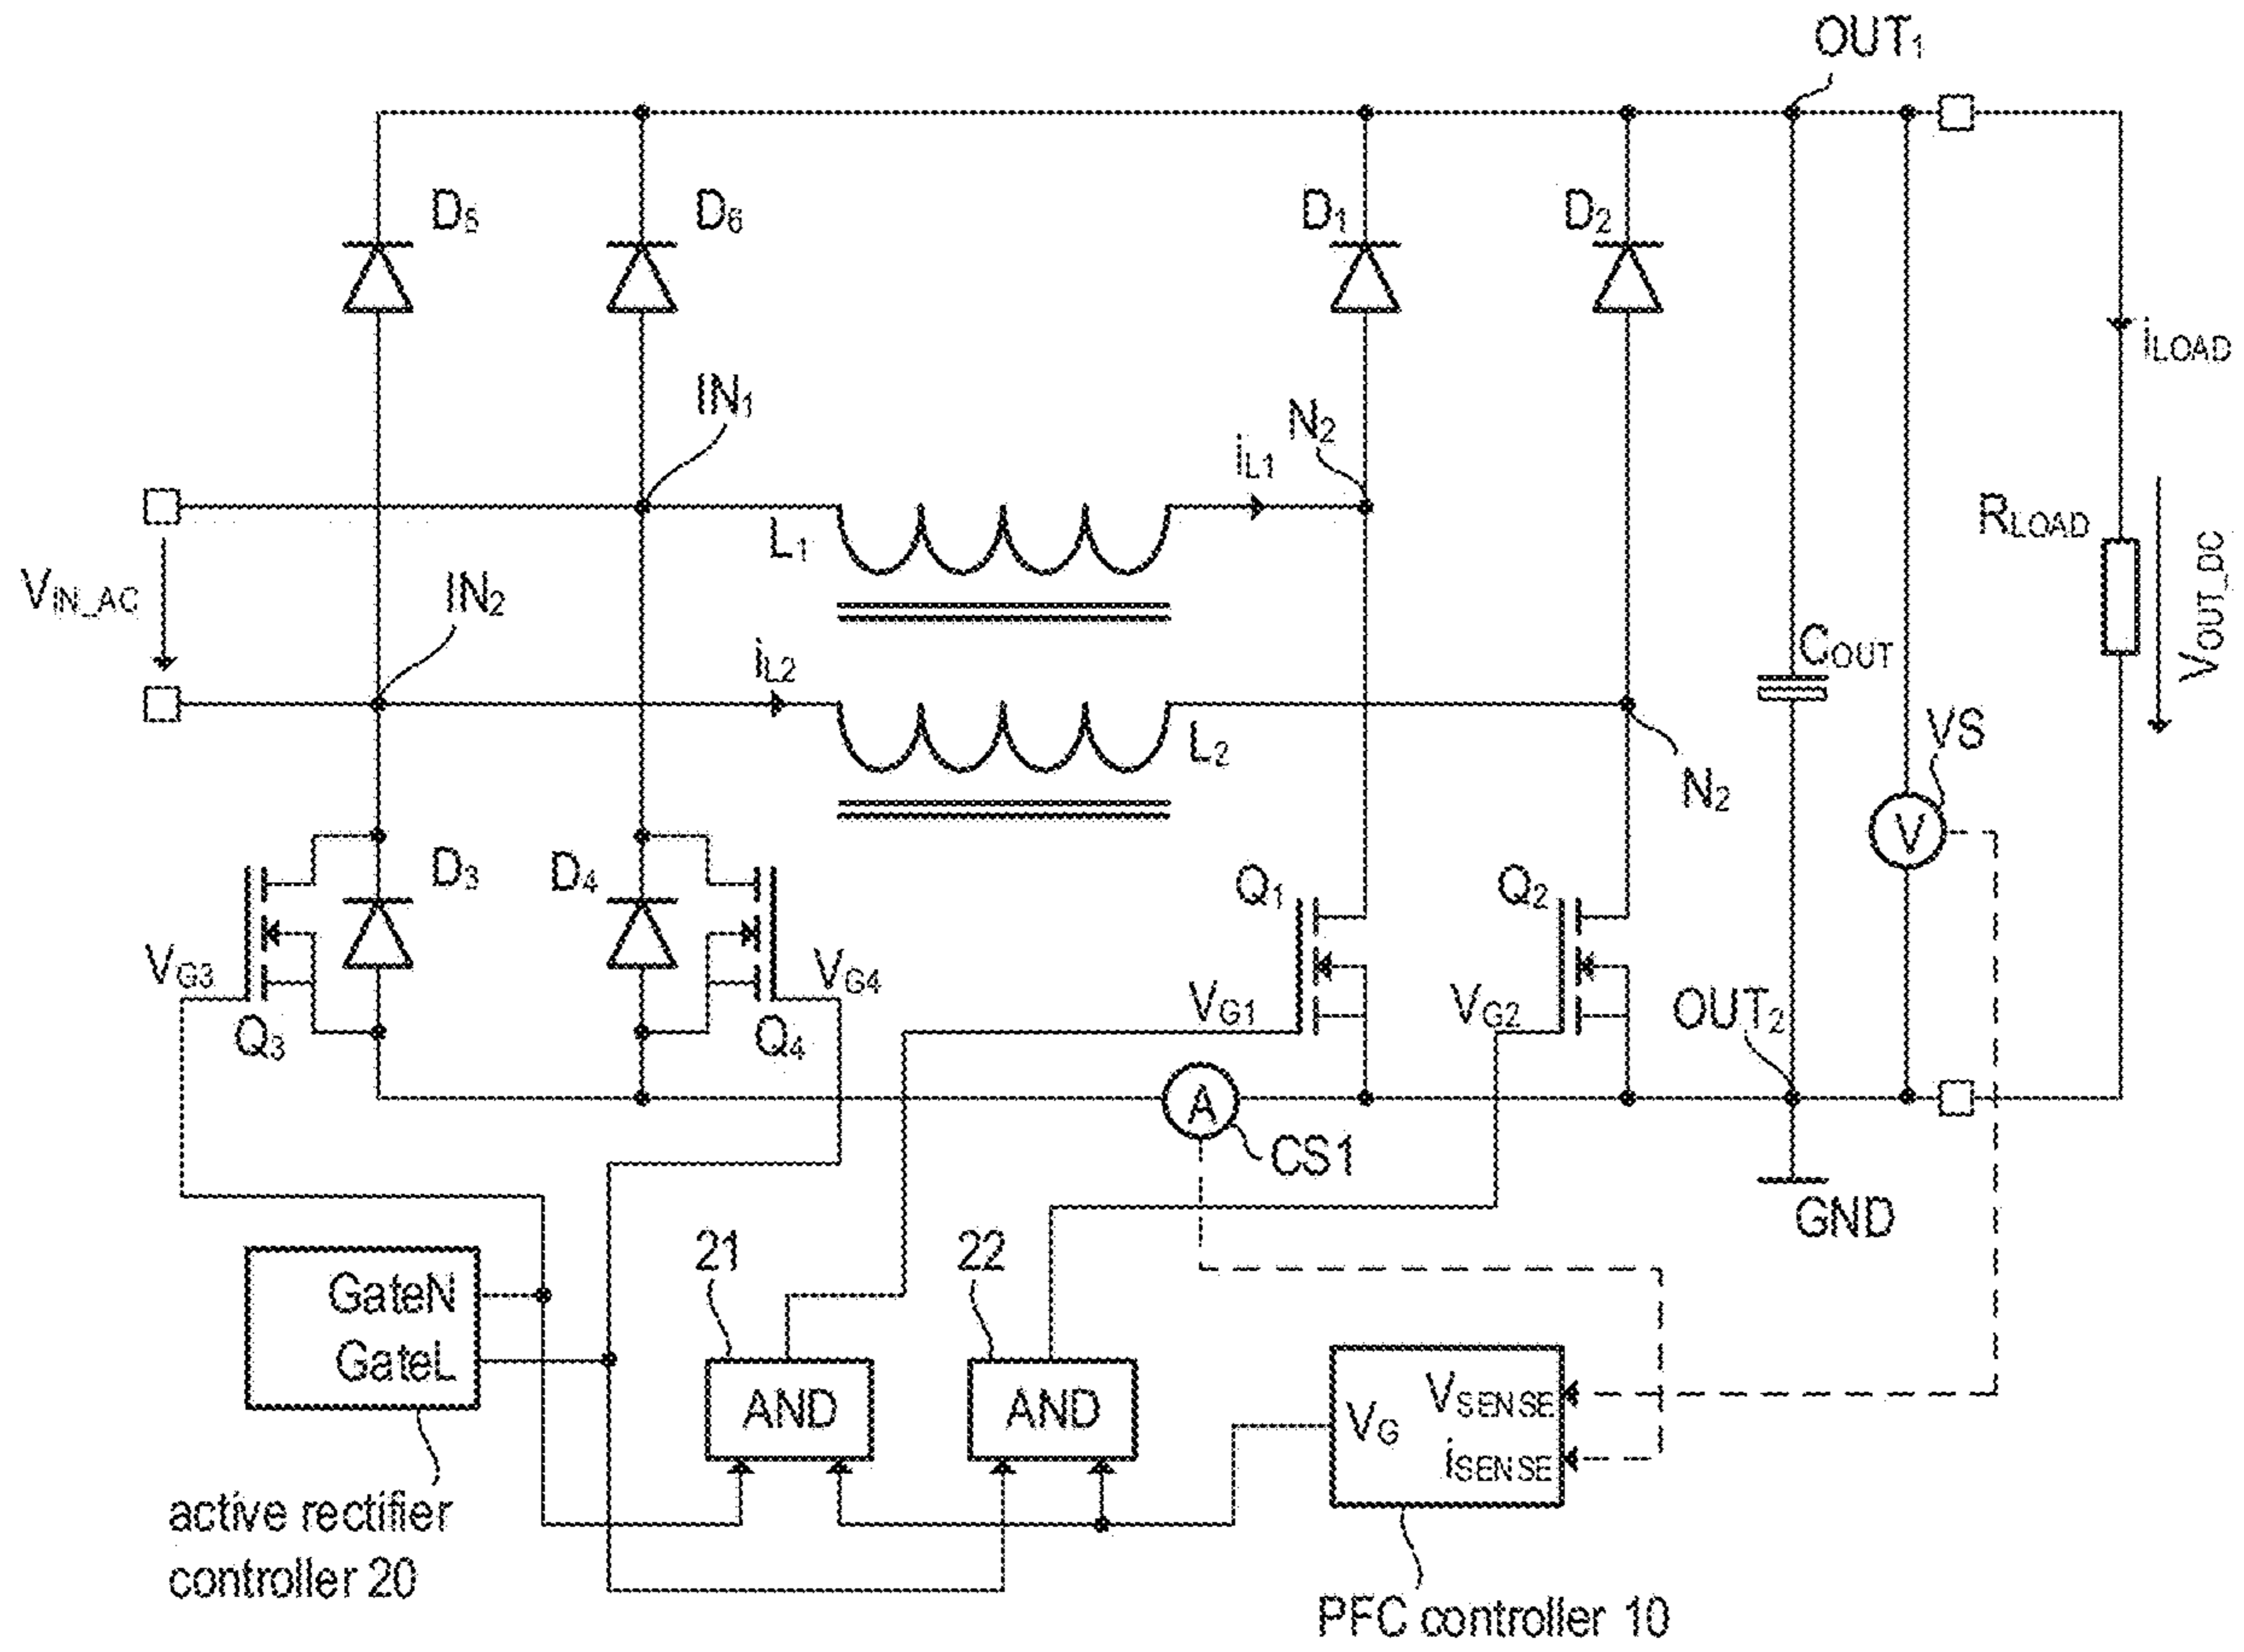 OUT1
D5
D6
D1
D2
iLOAD
IN1
N2
iL1
RLOAD
L1
VIN_AC
IN2
VOUT_DC
COUT
iL2
L2
VS
N2
V
D3
D4
Q1
Q2
VG3
VG4
VG1
VG2
OUT2
Q3
Q4
A
CS1
GND
21
22
GateN
GateL
AND
AND
VSENSE
VG
iSENSE
active rectifier
controller 20
PFC controller 10